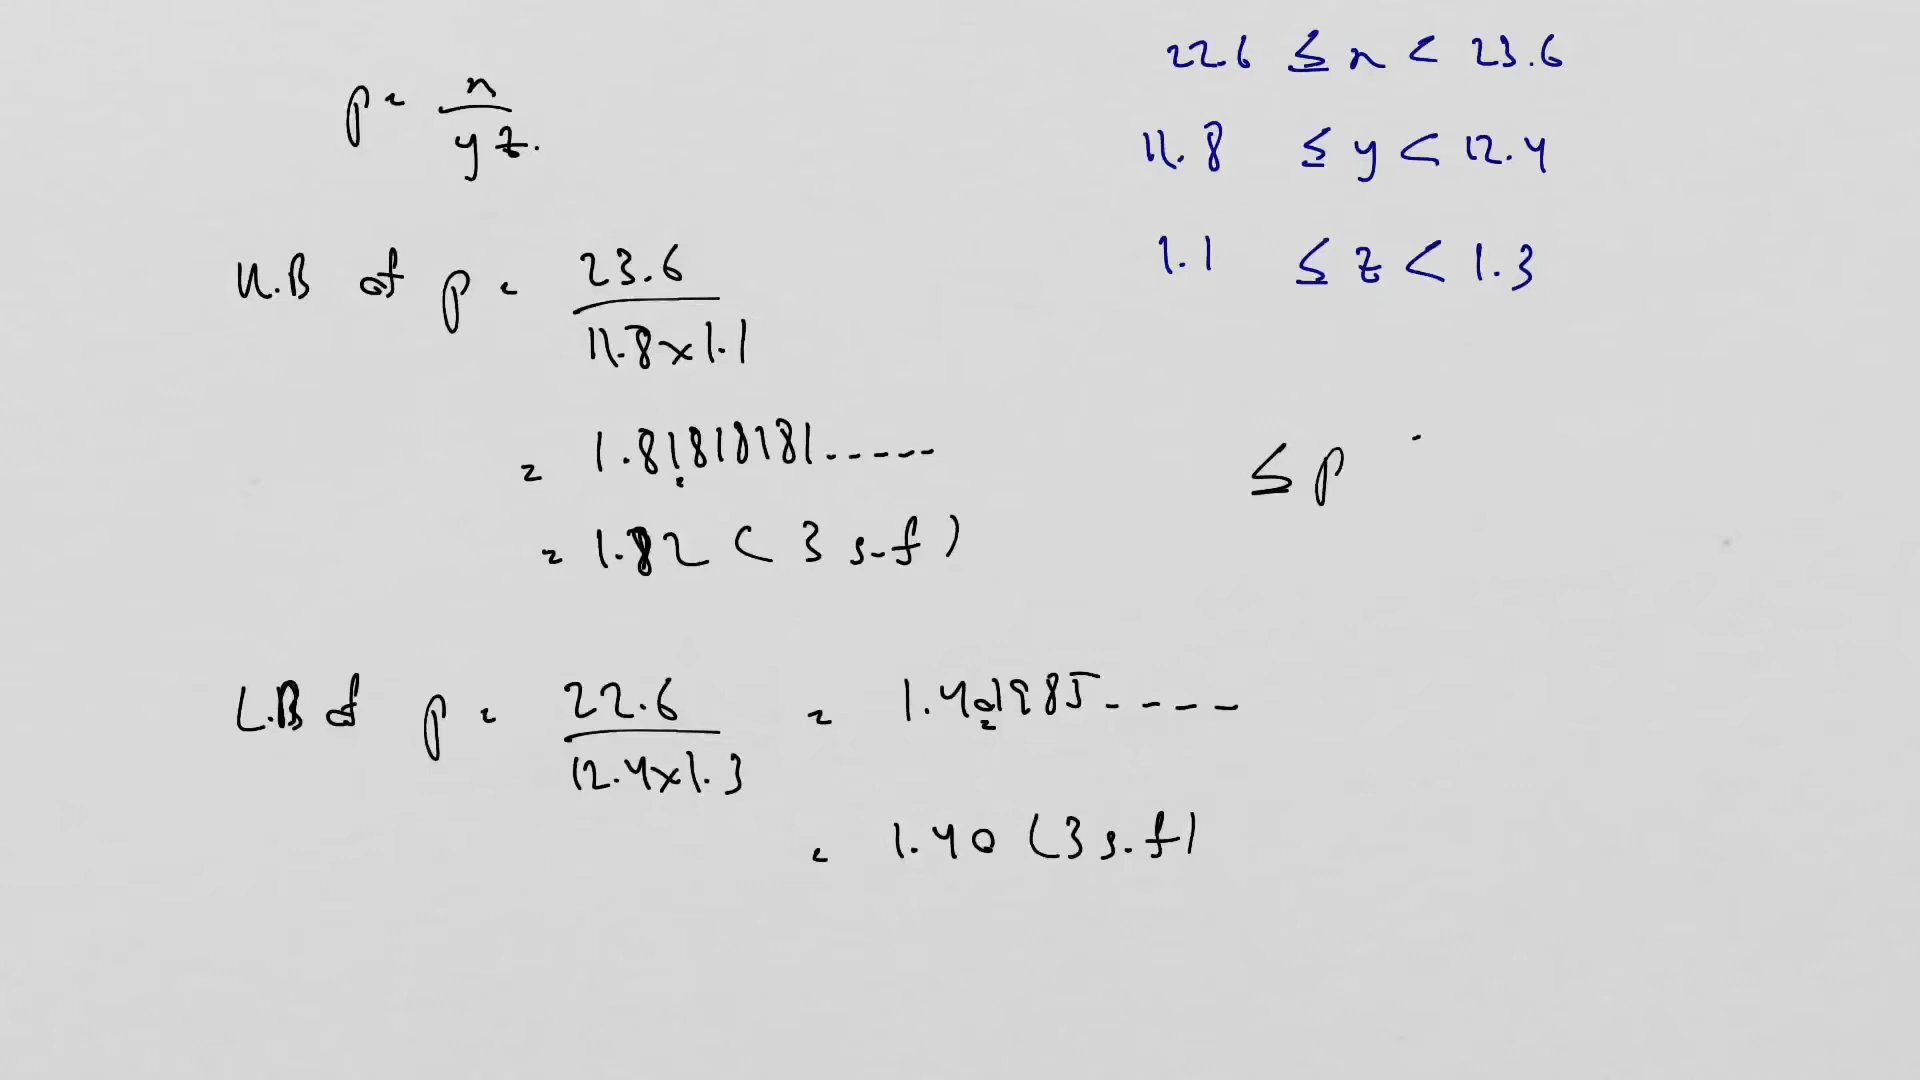 p = x / yz.
22.6 ≤ x < 23.6
11.8 ≤ y < 12.4
1.1 ≤ z < 1.3
U.B of p = 23.6 / 11.8 × 1.1
= 1.81818181.....
= 1.82 (3 s.f)
≤ p
L.B of p = 22.6 / 12.4 × 1.3 = 1.401985....
= 1.40 (3 s.f)